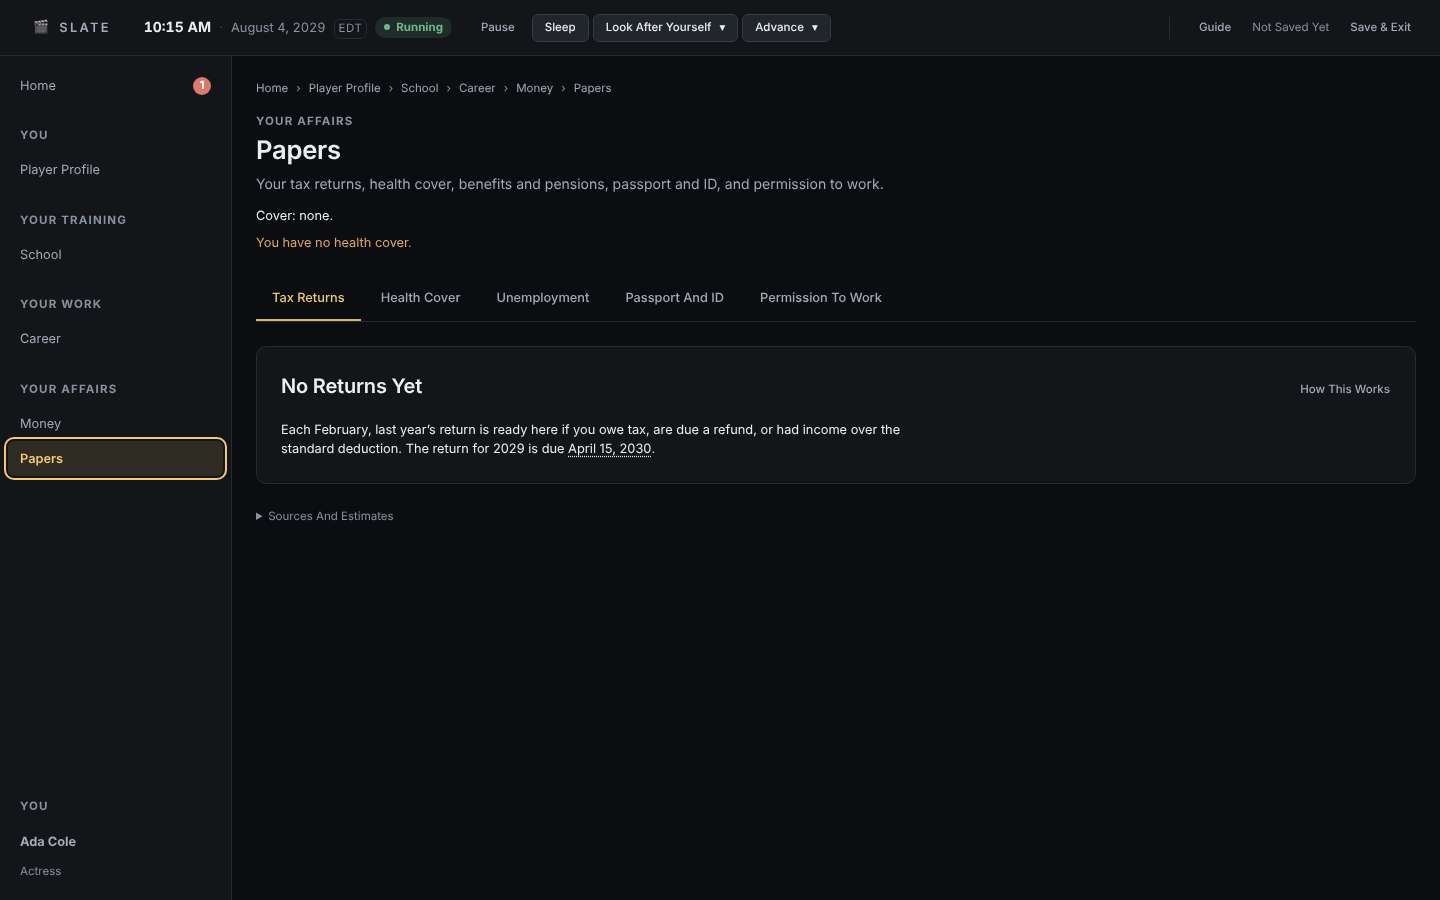 SLATE
10:15 AM · August 4, 2029 EDT Running
Pause
Sleep
Look After Yourself ▾
Advance ▾
Guide
Not Saved Yet
Save & Exit
Home 1
YOU
Player Profile
YOUR TRAINING
School
YOUR WORK
Career
YOUR AFFAIRS
Money
Papers
YOU
Ada Cole
Actress
Home › Player Profile › School › Career › Money › Papers
YOUR AFFAIRS
Papers
Your tax returns, health cover, benefits and pensions, passport and ID, and permission to work.
Cover: none.
You have no health cover.
Tax Returns
Health Cover
Unemployment
Passport And ID
Permission To Work
No Returns Yet
How This Works
Each February, last year’s return is ready here if you owe tax, are due a refund, or had income over the
standard deduction. The return for 2029 is due April 15, 2030.
Sources And Estimates